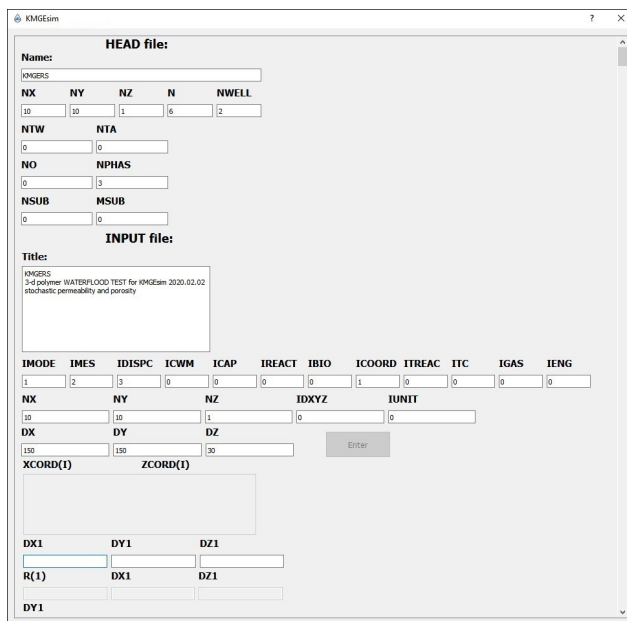 KMGEsim
HEAD file:
Name:
KMGERS
NX NY NZ N NWELL
10 10 1 6 2
NTW NTA
0 0
NO NPHAS
0 3
NSUB MSUB
0 0
INPUT file:
Title:
KMGERS
3-d polymer WATERFLOOD TEST for KMGEsim 2020.02.02
stochastic permeability and porosity
IMODE IMES IDISPC ICWM ICAP IREACT IBIO ICOORD ITREAC ITC IGAS IENG
1 2 3 0 0 0 0 1 0 0 0 0
NX NY NZ IDXYZ IUNIT
10 10 1 0 0
DX DY DZ
150 150 30 Enter
XCORD(I) ZCORD(I)
DX1 DY1 DZ1
R(1) DX1 DZ1
DY1